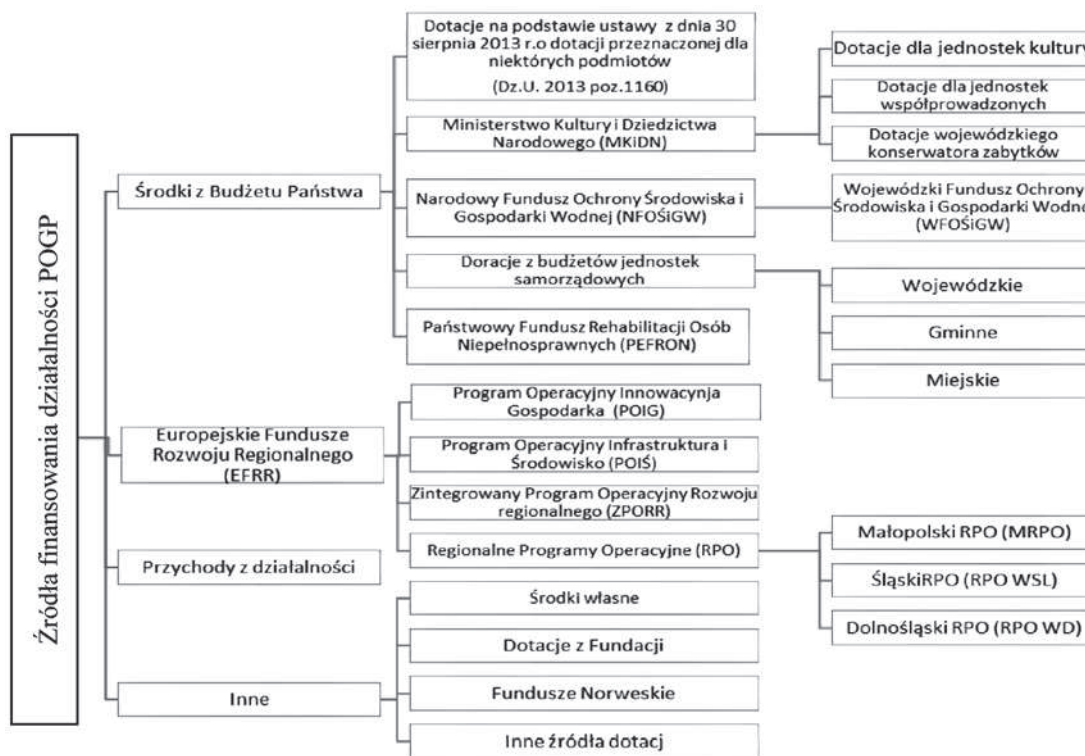 Źródła finansowania działalności POGP
Środki z Budżetu Państwa
Dotacje na podstawie ustawy z dnia 30
sierpnia 2013 r.o dotacji przeznaczonej dla
niektórych podmiotów
(Dz.U. 2013 poz.1160)
Ministerstwo Kultury i Dziedzictwa
Narodowego (MKiDN)
Dotacje dla jednostek kultury
Dotacje dla jednostek
współprowadzonych
Dotacje wojewódzkiego
konserwatora zabytków
Narodowy Fundusz Ochrony Środowiska i
Gospodarki Wodnej (NFOŚiGW)
Wojewódzki Fundusz Ochrony
Środowiska i Gospodarki Wodnej
(WFOŚiGW)
Doracje z budżetów jednostek
samorządowych
Wojewódzkie
Gminne
Miejskie
Państwowy Fundusz Rehabilitacji Osób
Niepełnosprawnych (PEFRON)
Europejskie Fundusze
Rozwoju Regionalnego
(EFRR)
Program Operacyjny Innowacynja
Gospodarka (POIG)
Program Operacyjny Infrastruktura i
Środowisko (POIŚ)
Zintegrowany Program Operacyjny Rozwoju
regionalnego (ZPORR)
Regionalne Programy Operacyjne (RPO)
Małopolski RPO (MRPO)
ŚląskiRPO (RPO WSL)
Dolnośląski RPO (RPO WD)
Przychody z działalności
Inne
Środki własne
Dotacje z Fundacji
Fundusze Norweskie
Inne źródła dotacj